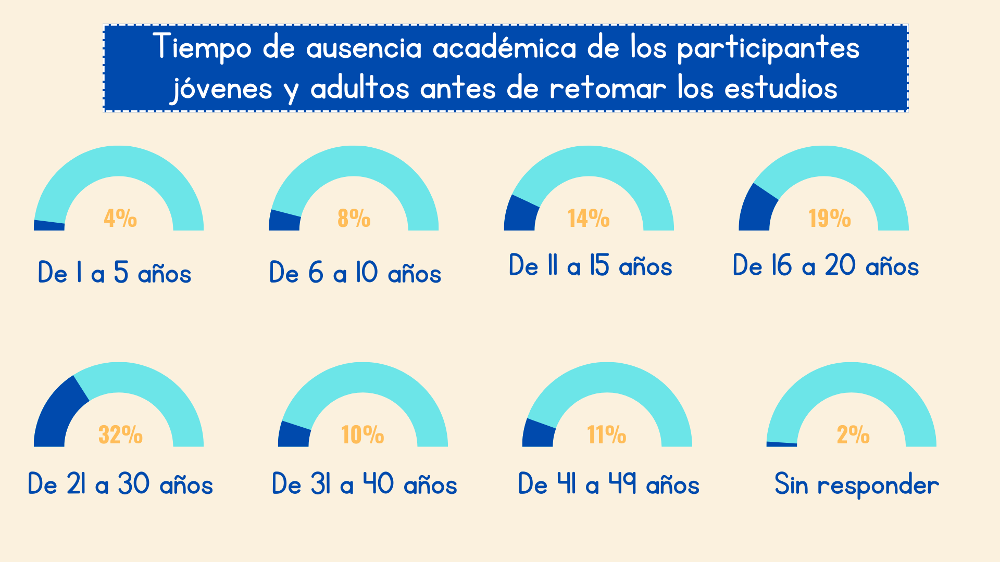 Tiempo de ausencia académica de los participantes
jóvenes y adultos antes de retomar los estudios
4%
8%
14%
19%
De 1 a 5 años
De 6 a 10 años
De 11 a 15 años
De 16 a 20 años
32%
10%
11%
2%
De 21 a 30 años
De 31 a 40 años
De 41 a 49 años
Sin responder